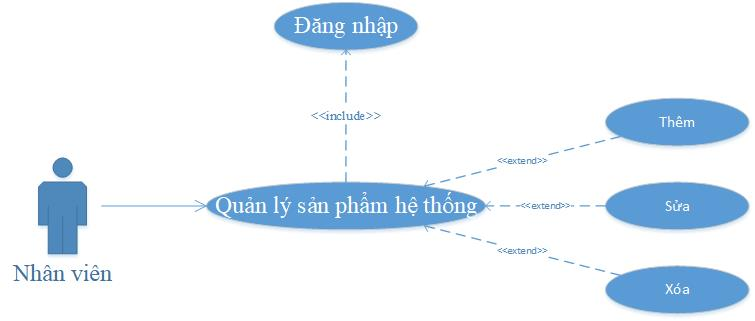 Đăng nhập
<<include>>
Thêm
<<extend>>
Quản lý sản phẩm hệ thống
<<extend>>
Sửa
<<extend>>
Nhân viên
Xóa